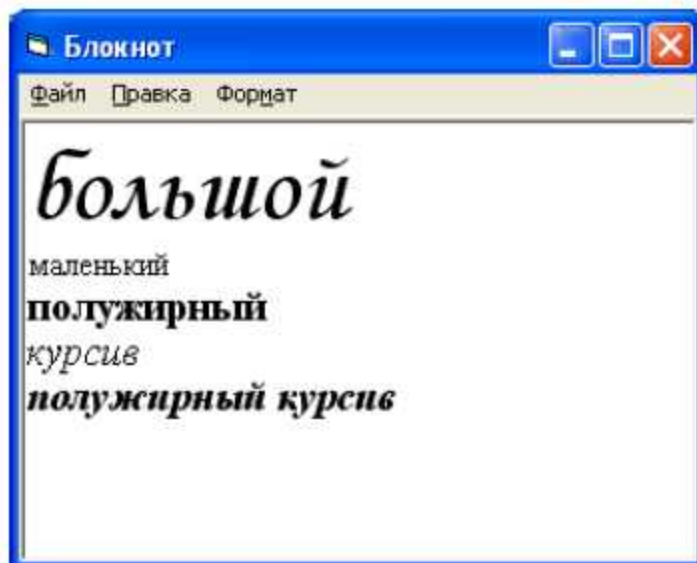 Блокнот
Файл Правка Формат
большой
маленький
полужирный
курсив
полужирный курсив